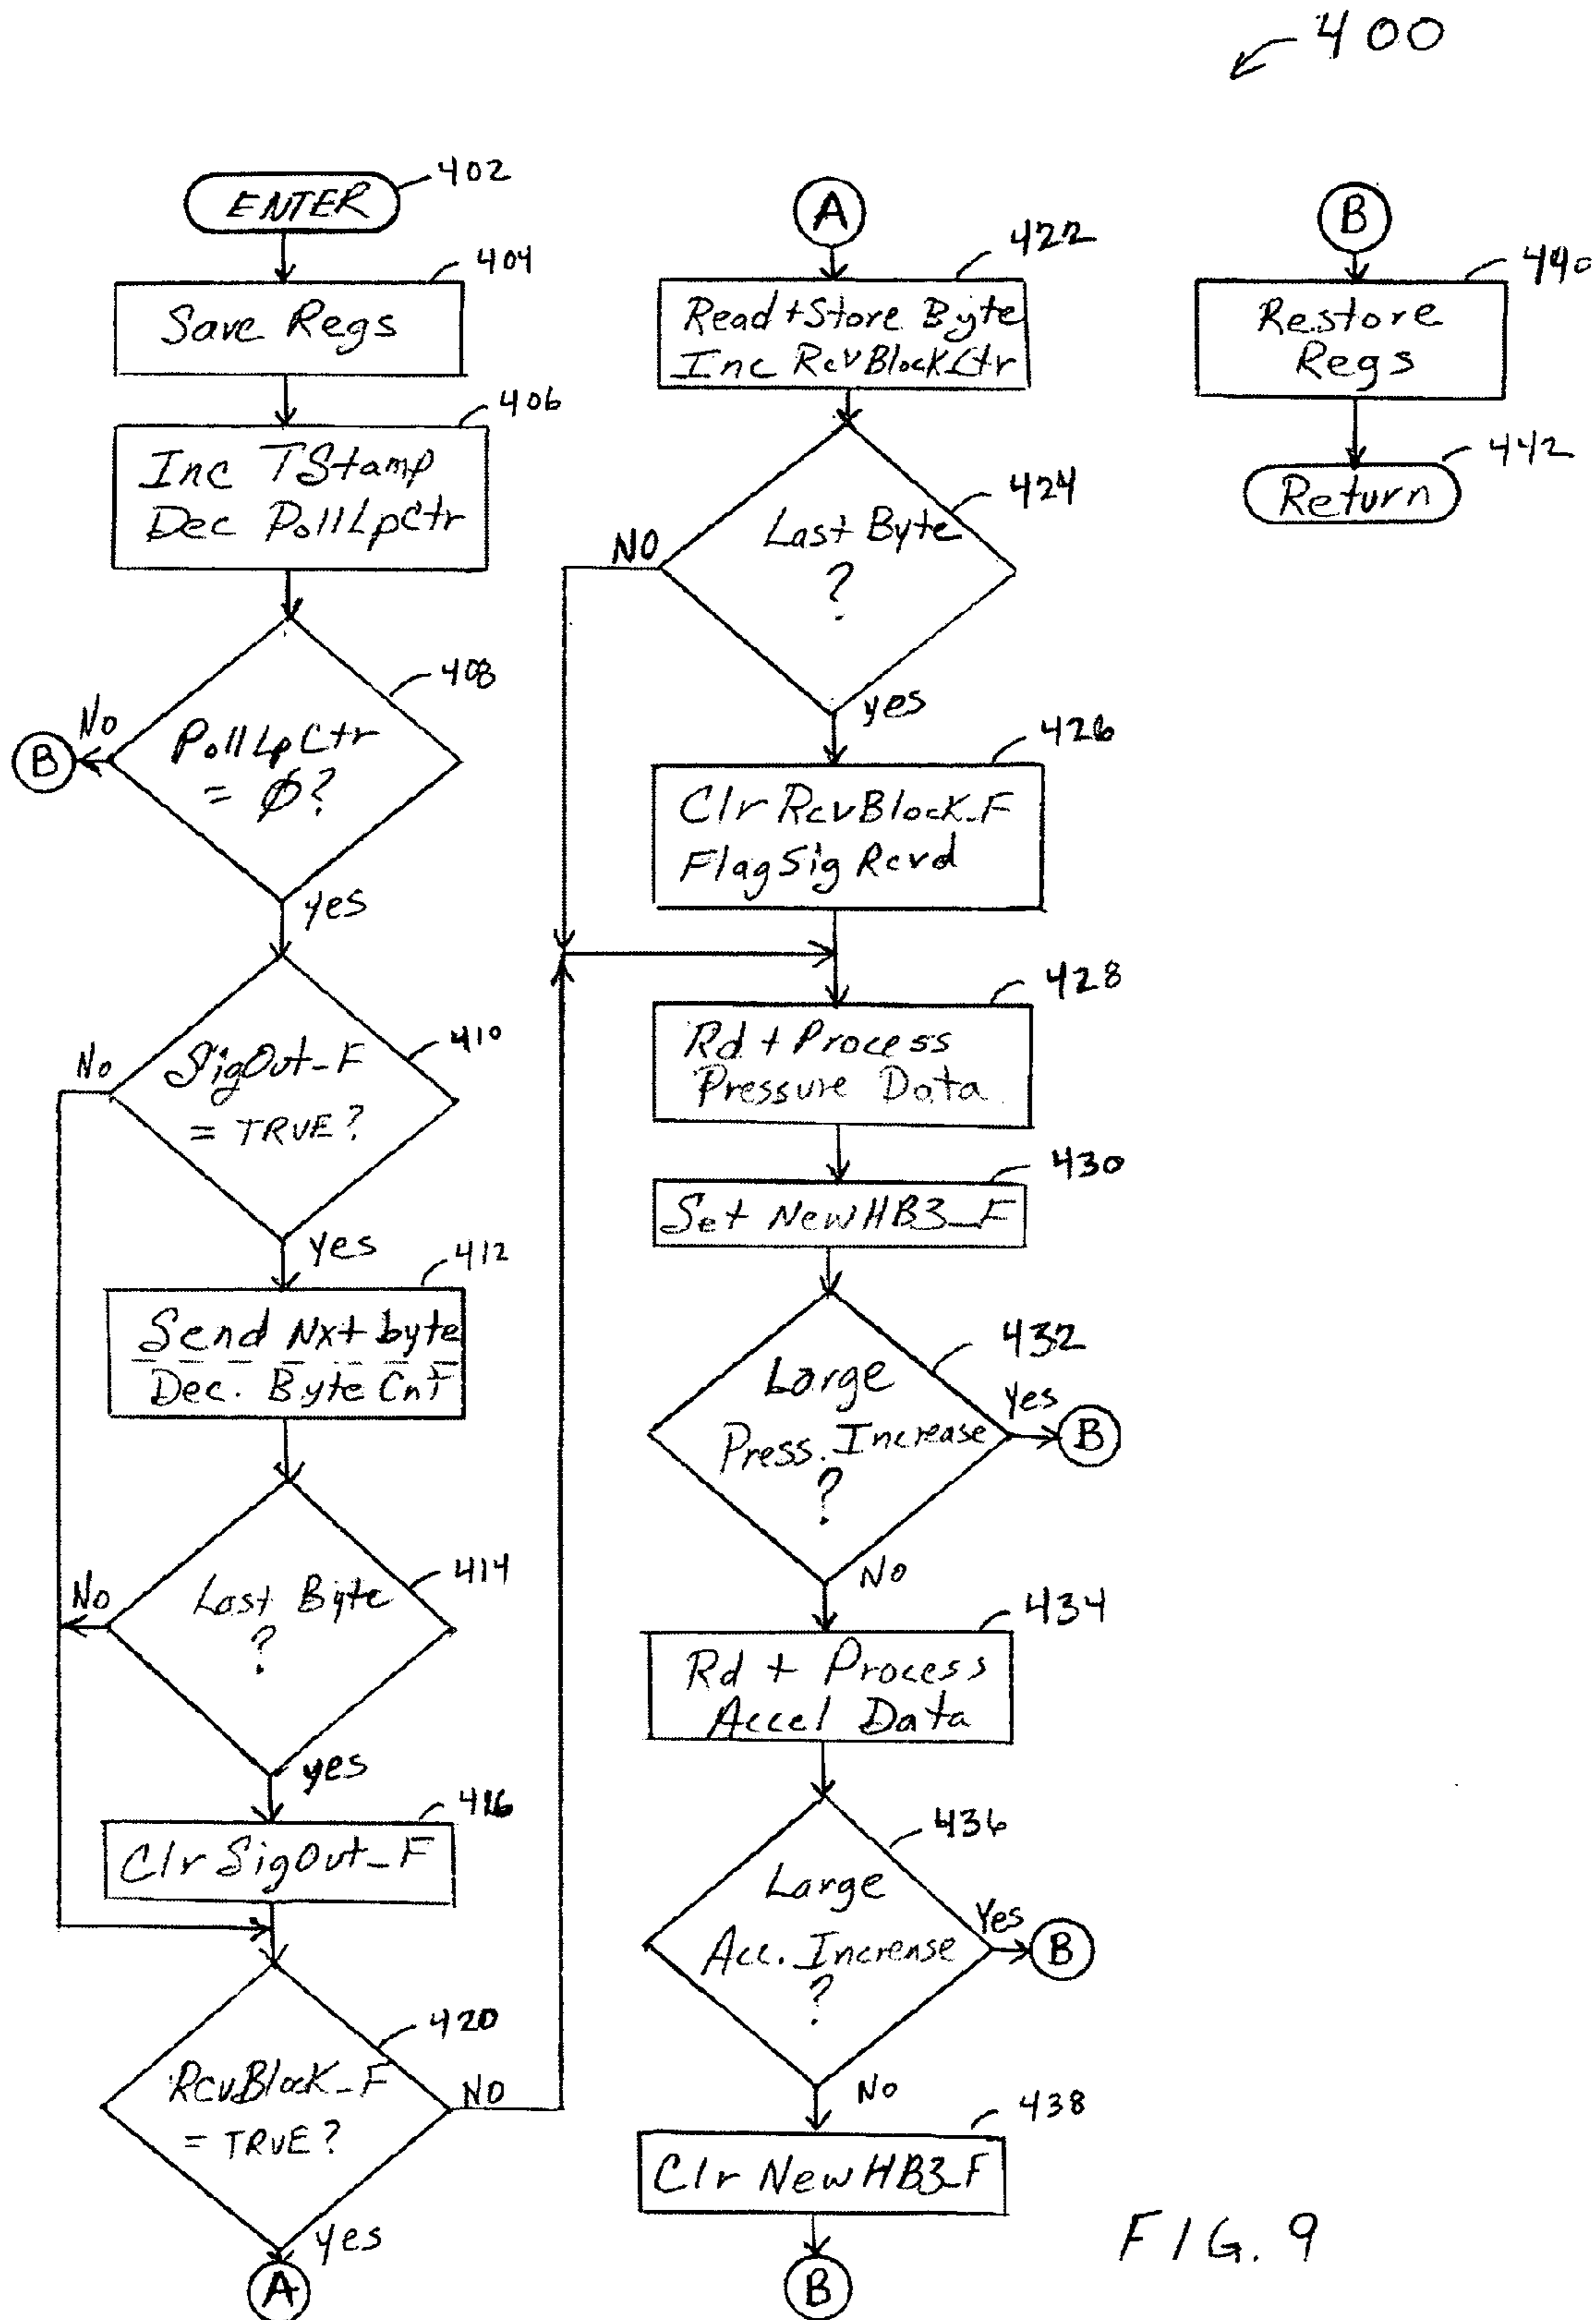 400
402
ENTER
404
Save Regs
406
Inc TStamp
Dec PollLpCtr
408
No
B
PollLpCtr
= Ø?
yes
410
No
SigOut_F
= TRUE?
yes
412
Send Nxt byte
Dec. Byte Cnt
414
No
Last Byte
?
yes
416
Clr SigOut_F
420
RcvBlock_F
= TRUE?
NO
yes
A
A
422
Read + Store Byte
Inc RcvBlockCtr
424
NO
Last Byte
?
yes
426
Clr RcvBlock_F
Flag Sig Rcvd
428
Rd + Process
Pressure Data
430
Set NewHB3_F
432
Large
Press. Increase
?
Yes
B
No
434
Rd + Process
Accel Data
436
Large
Acc. Increase
?
Yes
B
No
438
Clr NewHB3_F
B
B
440
Restore
Regs
442
Return
FIG. 9